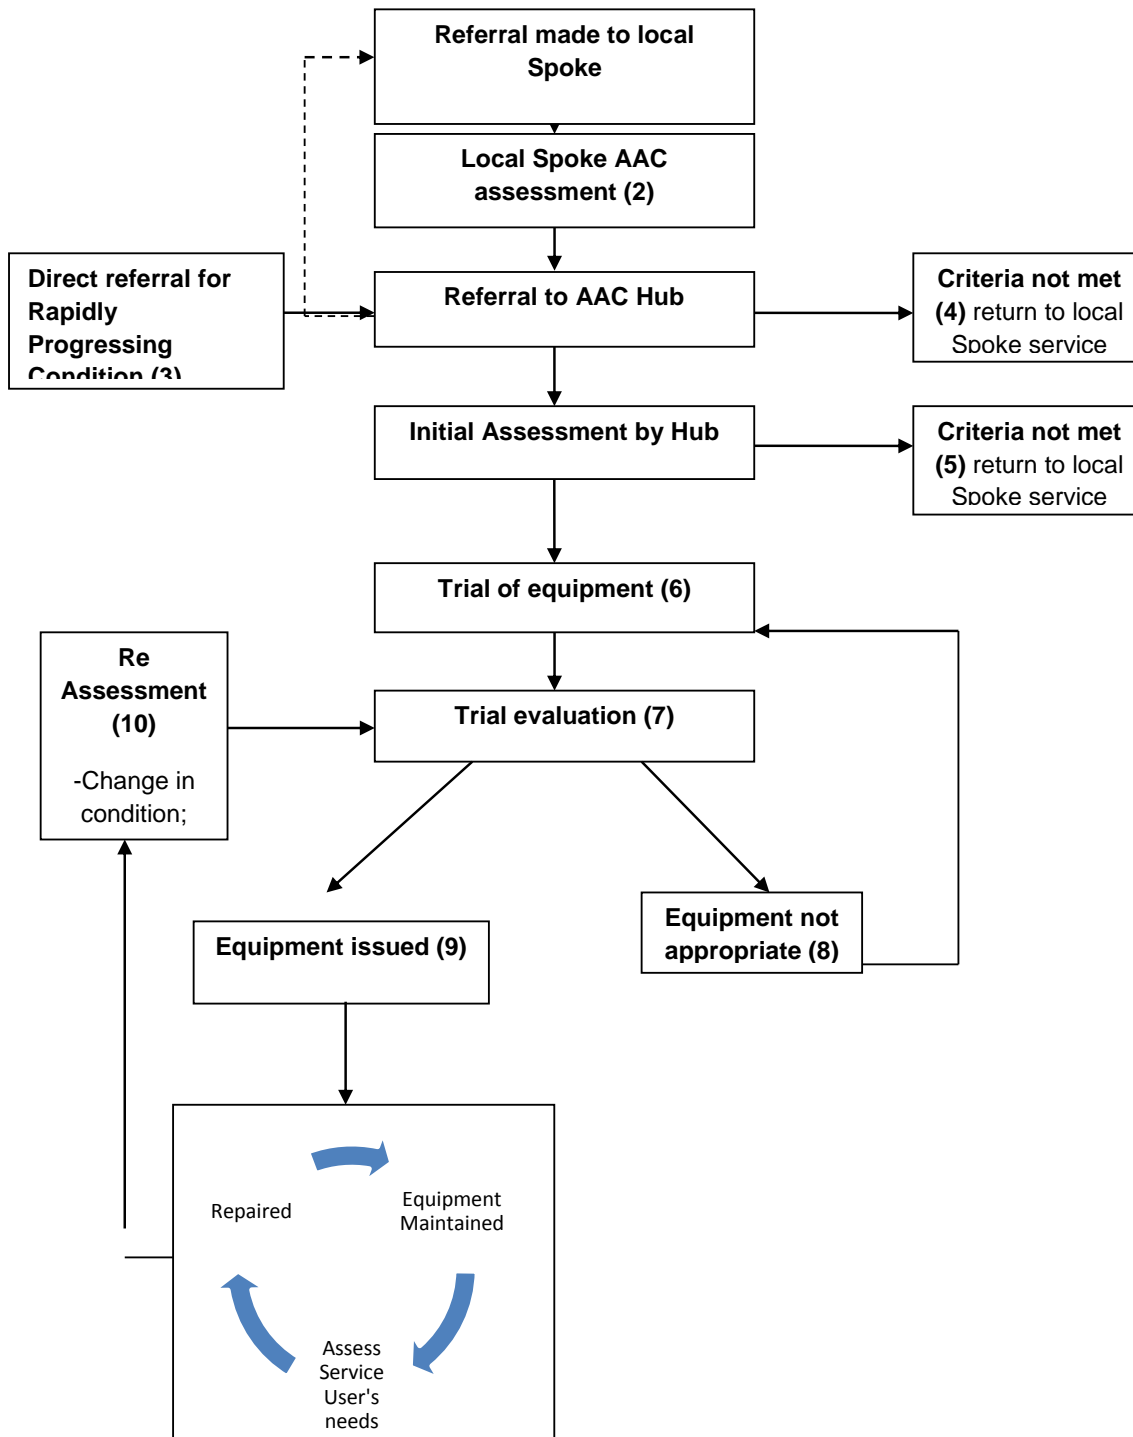 Referral made to local
Spoke
Local Spoke AAC
assessment (2)
Direct referral for
Rapidly
Progressing
Condition (3)
Referral to AAC Hub
Criteria not met
(4) return to local
Spoke service
Initial Assessment by Hub
Criteria not met
(5) return to local
Spoke service
Trial of equipment (6)
Re
Assessment
(10)
-Change in
condition;
Trial evaluation (7)
Equipment issued (9)
Equipment not
appropriate (8)
Repaired
Equipment
Maintained
Assess
Service
User's
needs